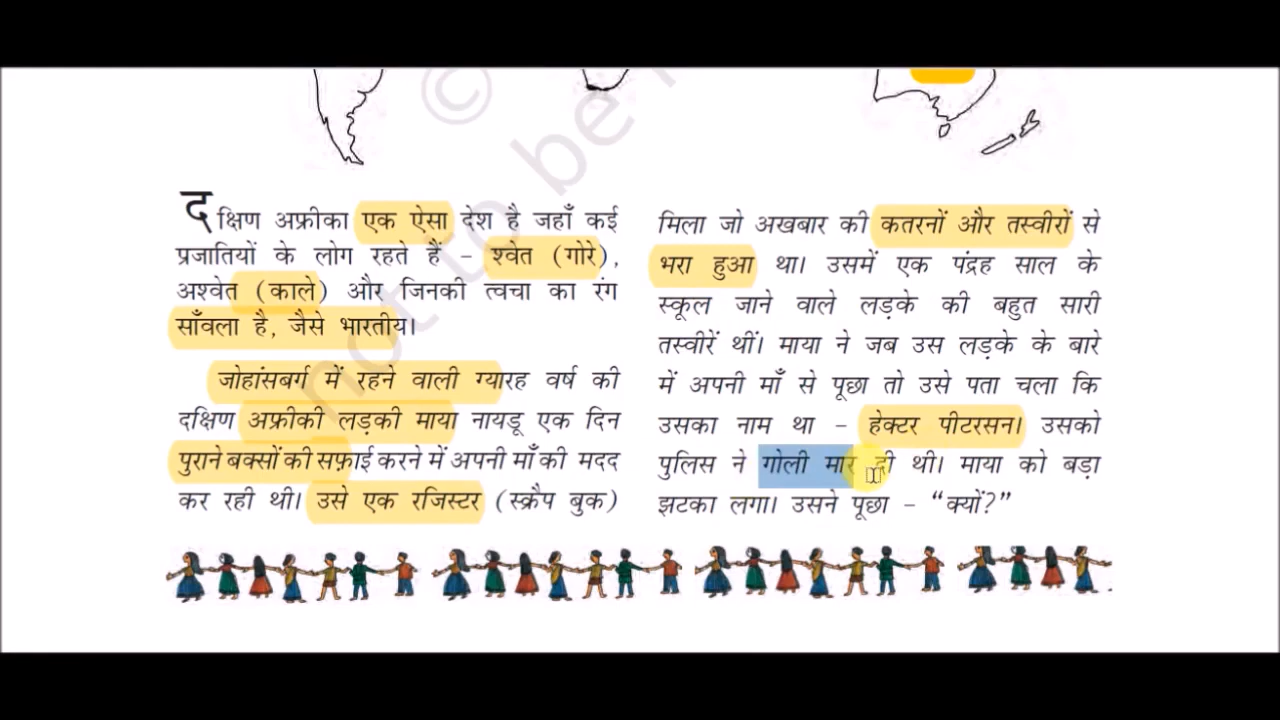 © not to be r
दक्षिण अफ्रीका एक ऐसा देश है जहाँ कई
प्रजातियों के लोग रहते हैं – श्वेत (गोरे),
अश्वेत (काले) और जिनकी त्वचा का रंग
साँवला है, जैसे भारतीय।
जोहांसबर्ग में रहने वाली ग्यारह वर्ष की
दक्षिण अफ्रीकी लड़की माया नायडू एक दिन
पुराने बक्सों की सफ़ाई करने में अपनी माँ की मदद
कर रही थी। उसे एक रजिस्टर (स्क्रैप बुक)
मिला जो अखबार की कतरनों और तस्वीरों से
भरा हुआ था। उसमें एक पंद्रह साल के
स्कूल जाने वाले लड़के की बहुत सारी
तस्वीरें थीं। माया ने जब उस लड़के के बारे
में अपनी माँ से पूछा तो उसे पता चला कि
उसका नाम था – हेक्टर पीटरसन। उसको
पुलिस ने गोली मार दी थी। माया को बड़ा
झटका लगा। उसने पूछा – “क्यों?”